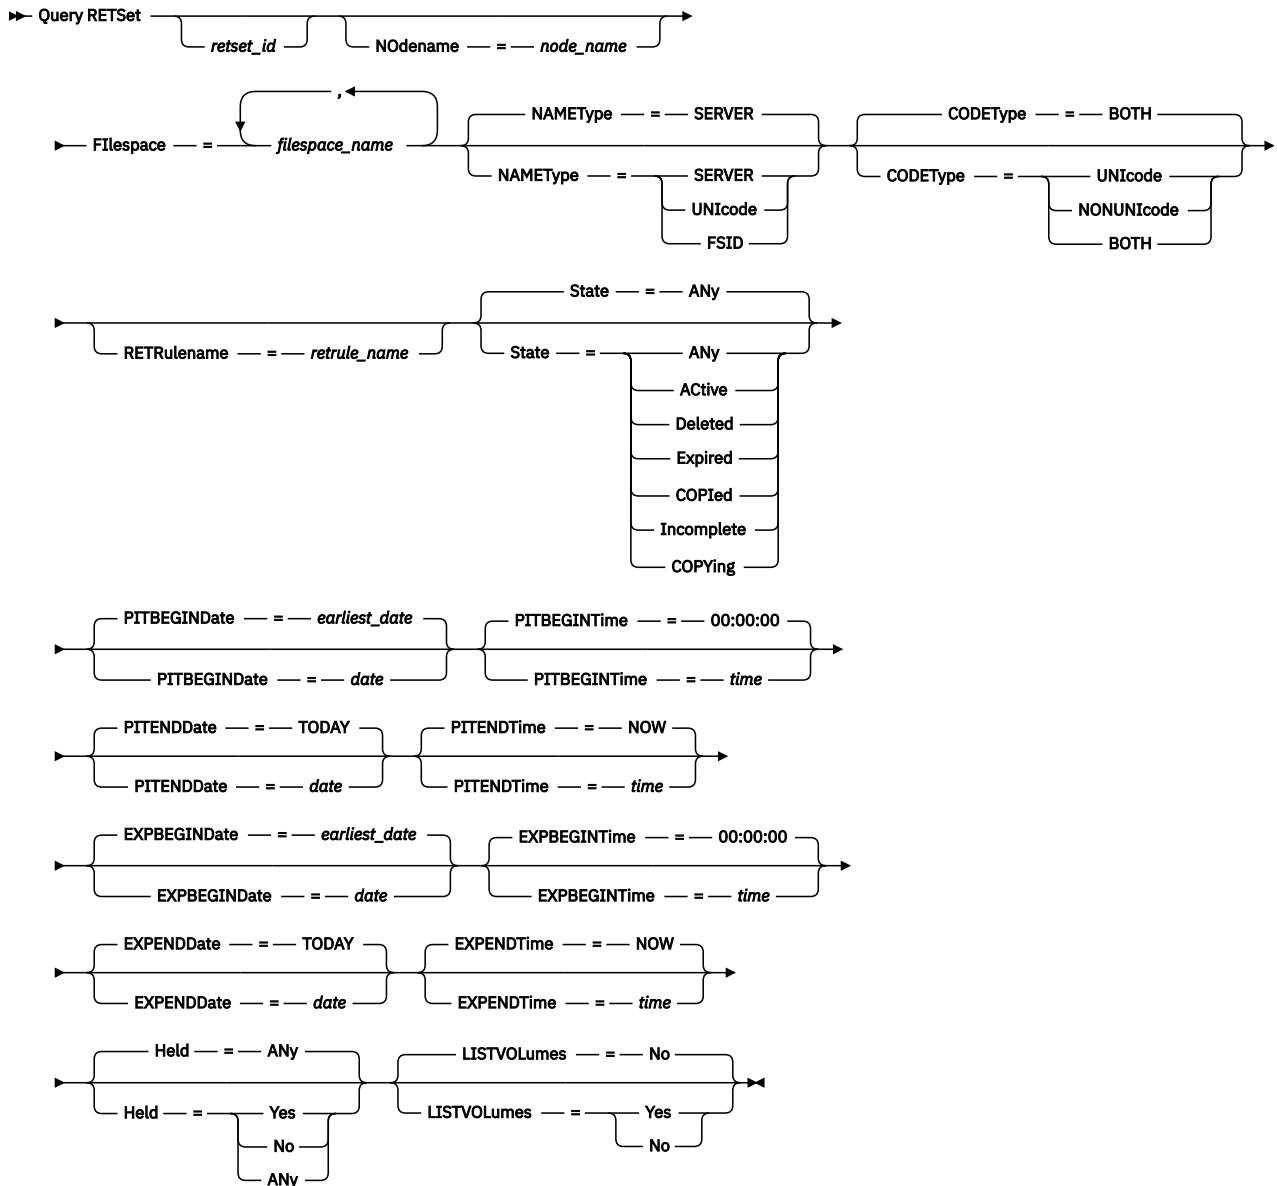 Query RETSet
retset_id
NOdename = node_name
,
FIlespace = filespace_name
NAMEType = SERVER
NAMEType = SERVER
UNIcode
FSID
CODEType = BOTH
CODEType = UNIcode
NONUNIcode
BOTH
RETRulename = retrule_name
State = ANy
State = ANy
ACtive
Deleted
Expired
COPIed
Incomplete
COPYing
PITBEGINDate = earliest_date
PITBEGINDate = date
PITBEGINTime = 00:00:00
PITBEGINTime = time
PITENDDate = TODAY
PITENDDate = date
PITENDTime = NOW
PITENDTime = time
EXPBEGINDate = earliest_date
EXPBEGINDate = date
EXPBEGINTime = 00:00:00
EXPBEGINTime = time
EXPENDDate = TODAY
EXPENDDate = date
EXPENDTime = NOW
EXPENDTime = time
Held = ANy
Held = Yes
No
ANy
LISTVOLumes = No
LISTVOLumes = Yes
No